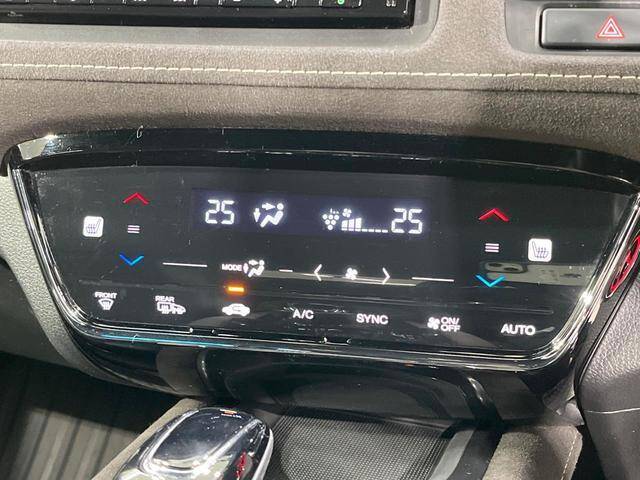 25 25
MODE
FRONT
REAR
A/C SYNC ON/OFF AUTO